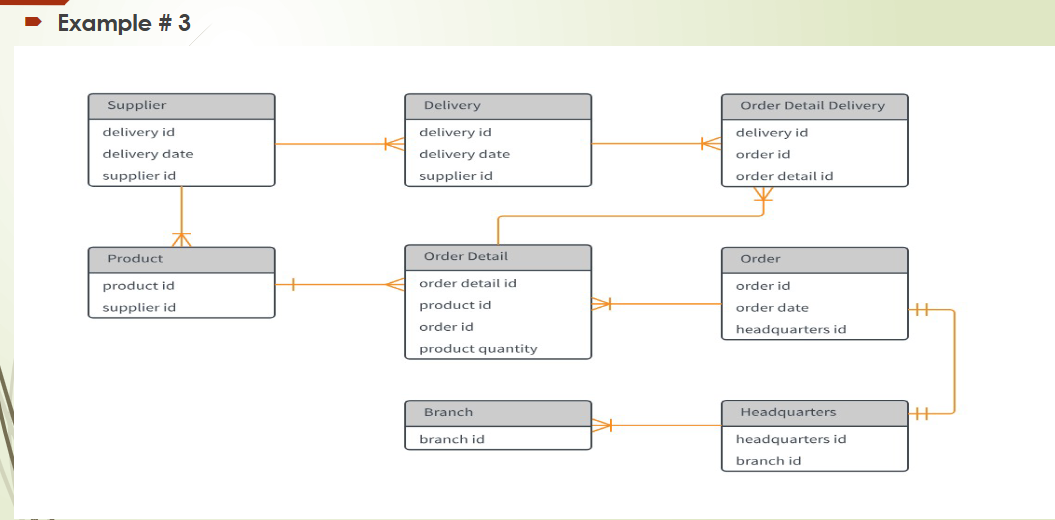 Example # 3
Supplier
delivery id
delivery date
supplier id
Delivery
delivery id
delivery date
supplier id
Order Detail Delivery
delivery id
order id
order detail id
Product
product id
supplier id
Order Detail
order detail id
product id
order id
product quantity
Order
order id
order date
headquarters id
Branch
branch id
Headquarters
headquarters id
branch id